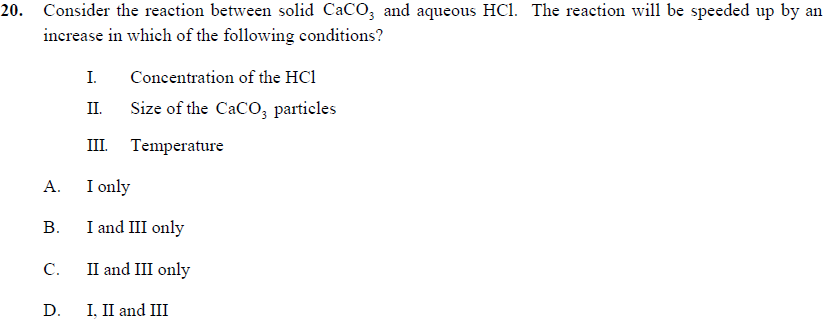 20. Consider the reaction between solid CaCO₃ and aqueous HCl. The reaction will be speeded up by an
increase in which of the following conditions?
I. Concentration of the HCl
II. Size of the CaCO₃ particles
III. Temperature
A. I only
B. I and III only
C. II and III only
D. I, II and III